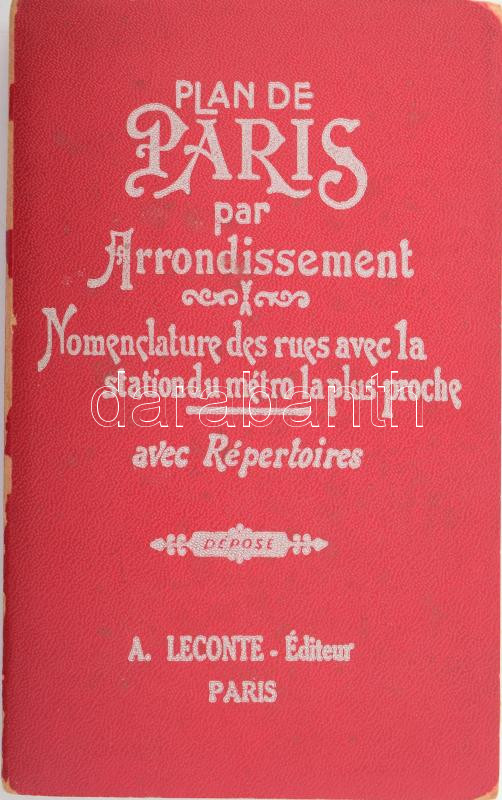 PLAN DE
PARIS
par
Arrondissement
Nomenclature des rues avec la
station du métro la plus proche
darabanth
avec Répertoires
DÉPOSÉ
A. LECONTE - Éditeur
PARIS